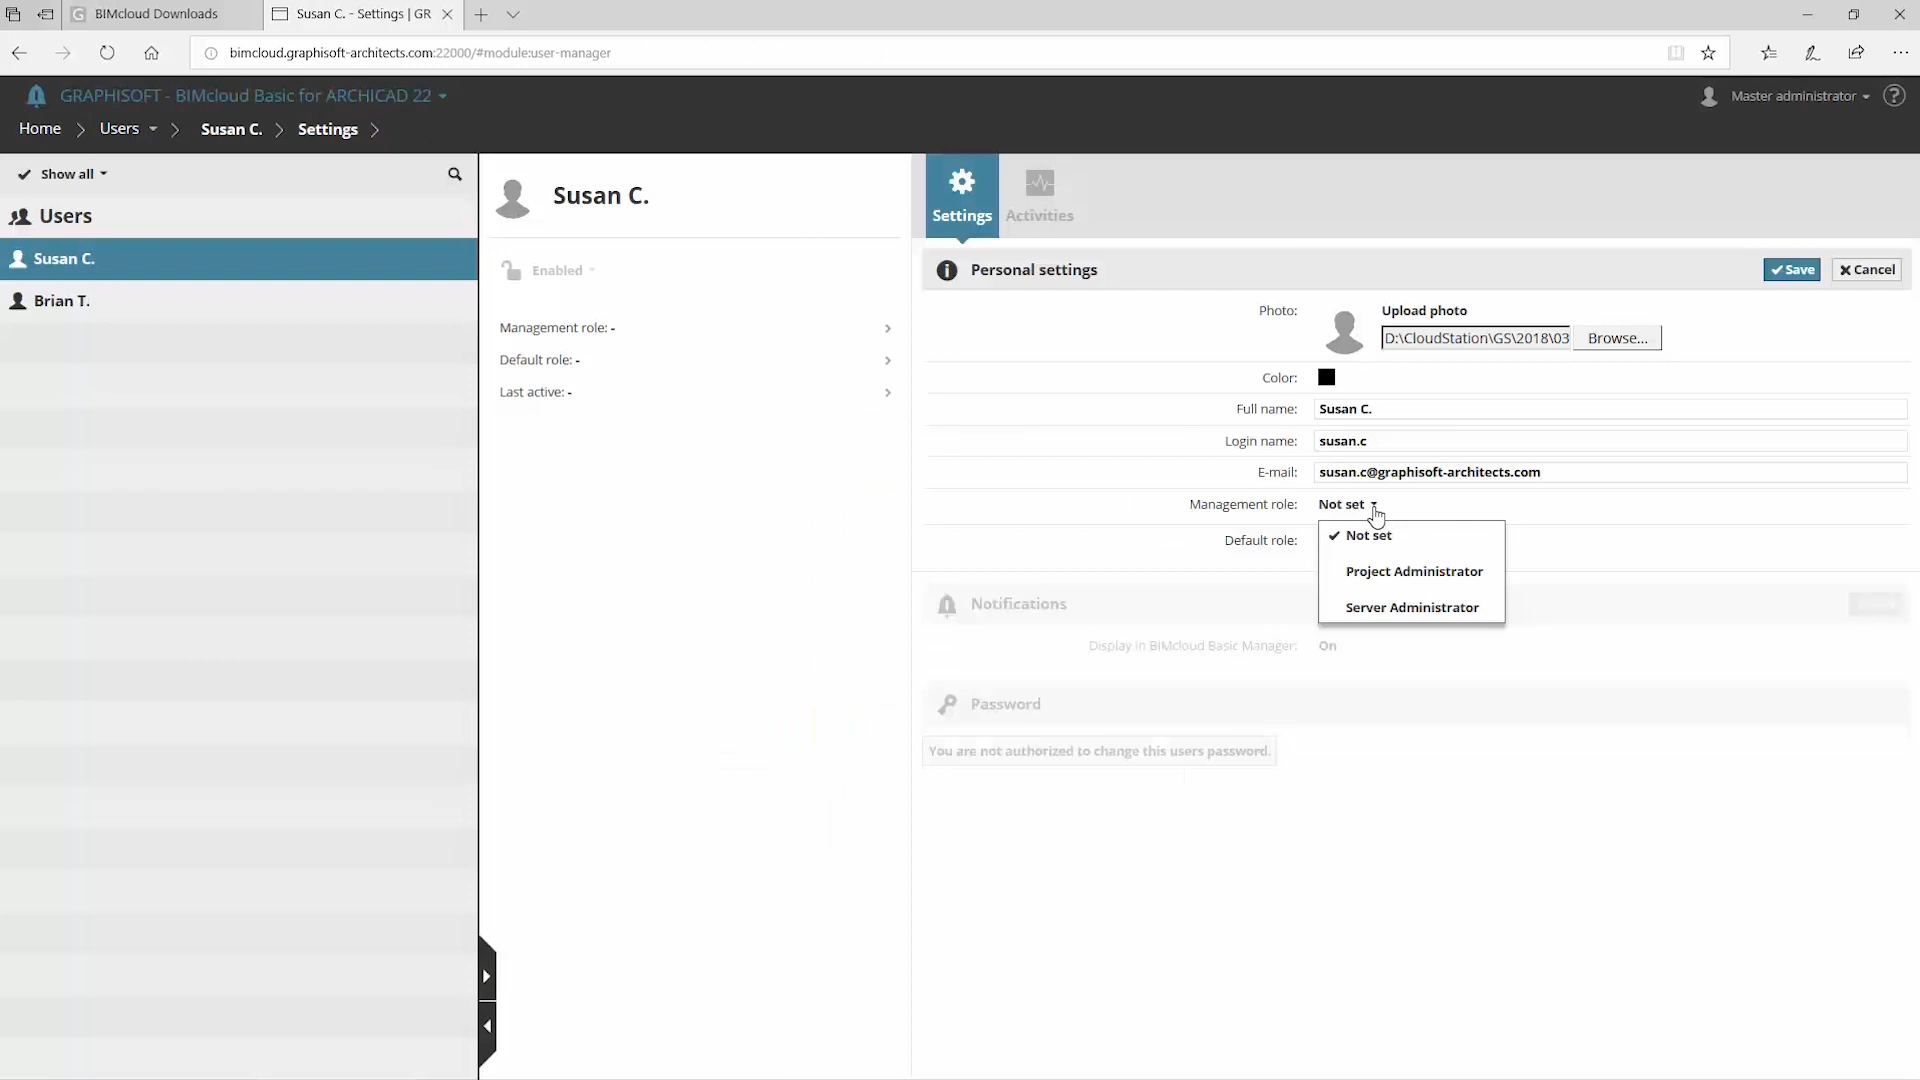 BIMcloud Downloads
Susan C. - Settings | GR
bimcloud.graphisoft-architects.com:22000/#module:user-manager
GRAPHISOFT - BIMcloud Basic for ARCHICAD 22
Master administrator
Home
Users
Susan C.
Settings
Show all
Users
Susan C.
Brian T.
Susan C.
Enabled
Management role: -
Default role: -
Last active: -
Settings
Activities
Personal settings
Save
Cancel
Photo:
Upload photo
D:\CloudStation\GS\2018\03
Browse...
Color:
Full name:
Susan C.
Login name:
susan.c
E-mail:
susan.c@graphisoft-architects.com
Management role:
Not set
Not set
Project Administrator
Server Administrator
Default role:
Notifications
Display in BIMcloud Basic Manager:
On
Password
You are not authorized to change this users password.